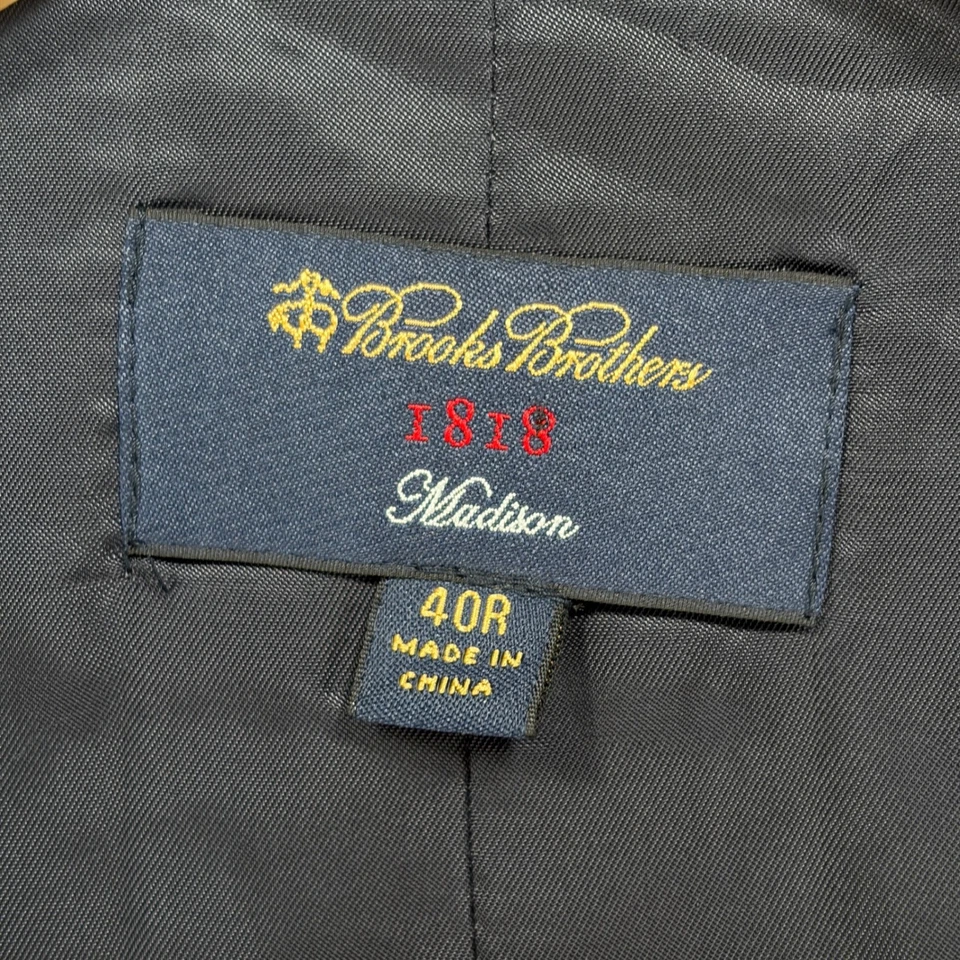 Brooks Brothers
1818
Madison
40R
MADE IN
CHINA